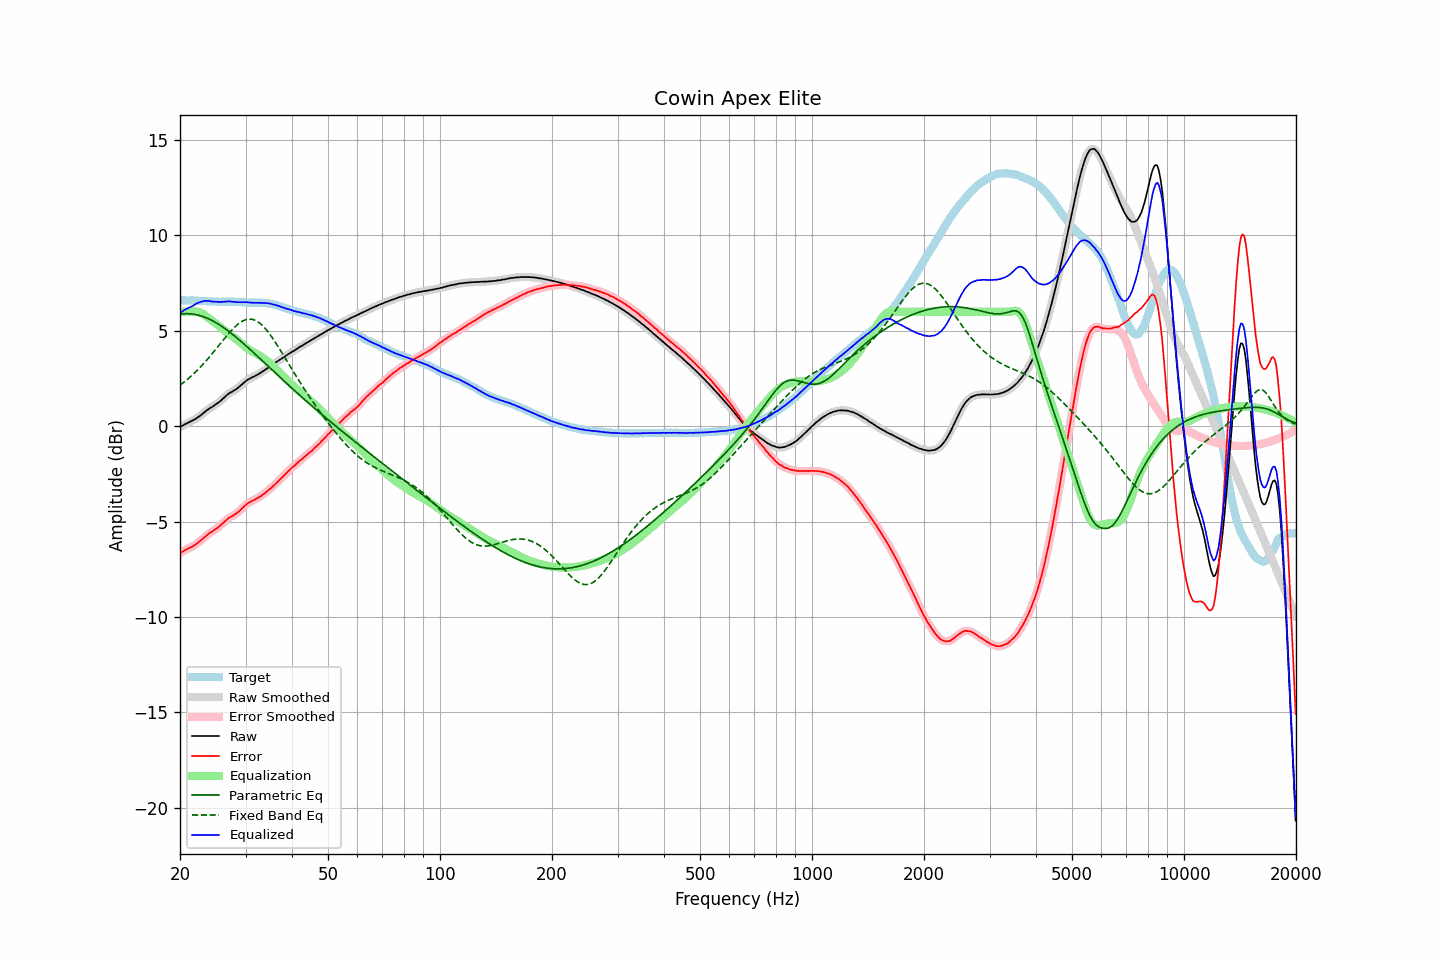 Cowin Apex Elite
15
10
5
0
−5
−10
−15
−20
Amplitude (dBr)
Target
Raw Smoothed
Error Smoothed
Raw
Error
Equalization
Parametric Eq
Fixed Band Eq
Equalized
20 50 100 200 500 1000 2000 5000 10000 20000
Frequency (Hz)